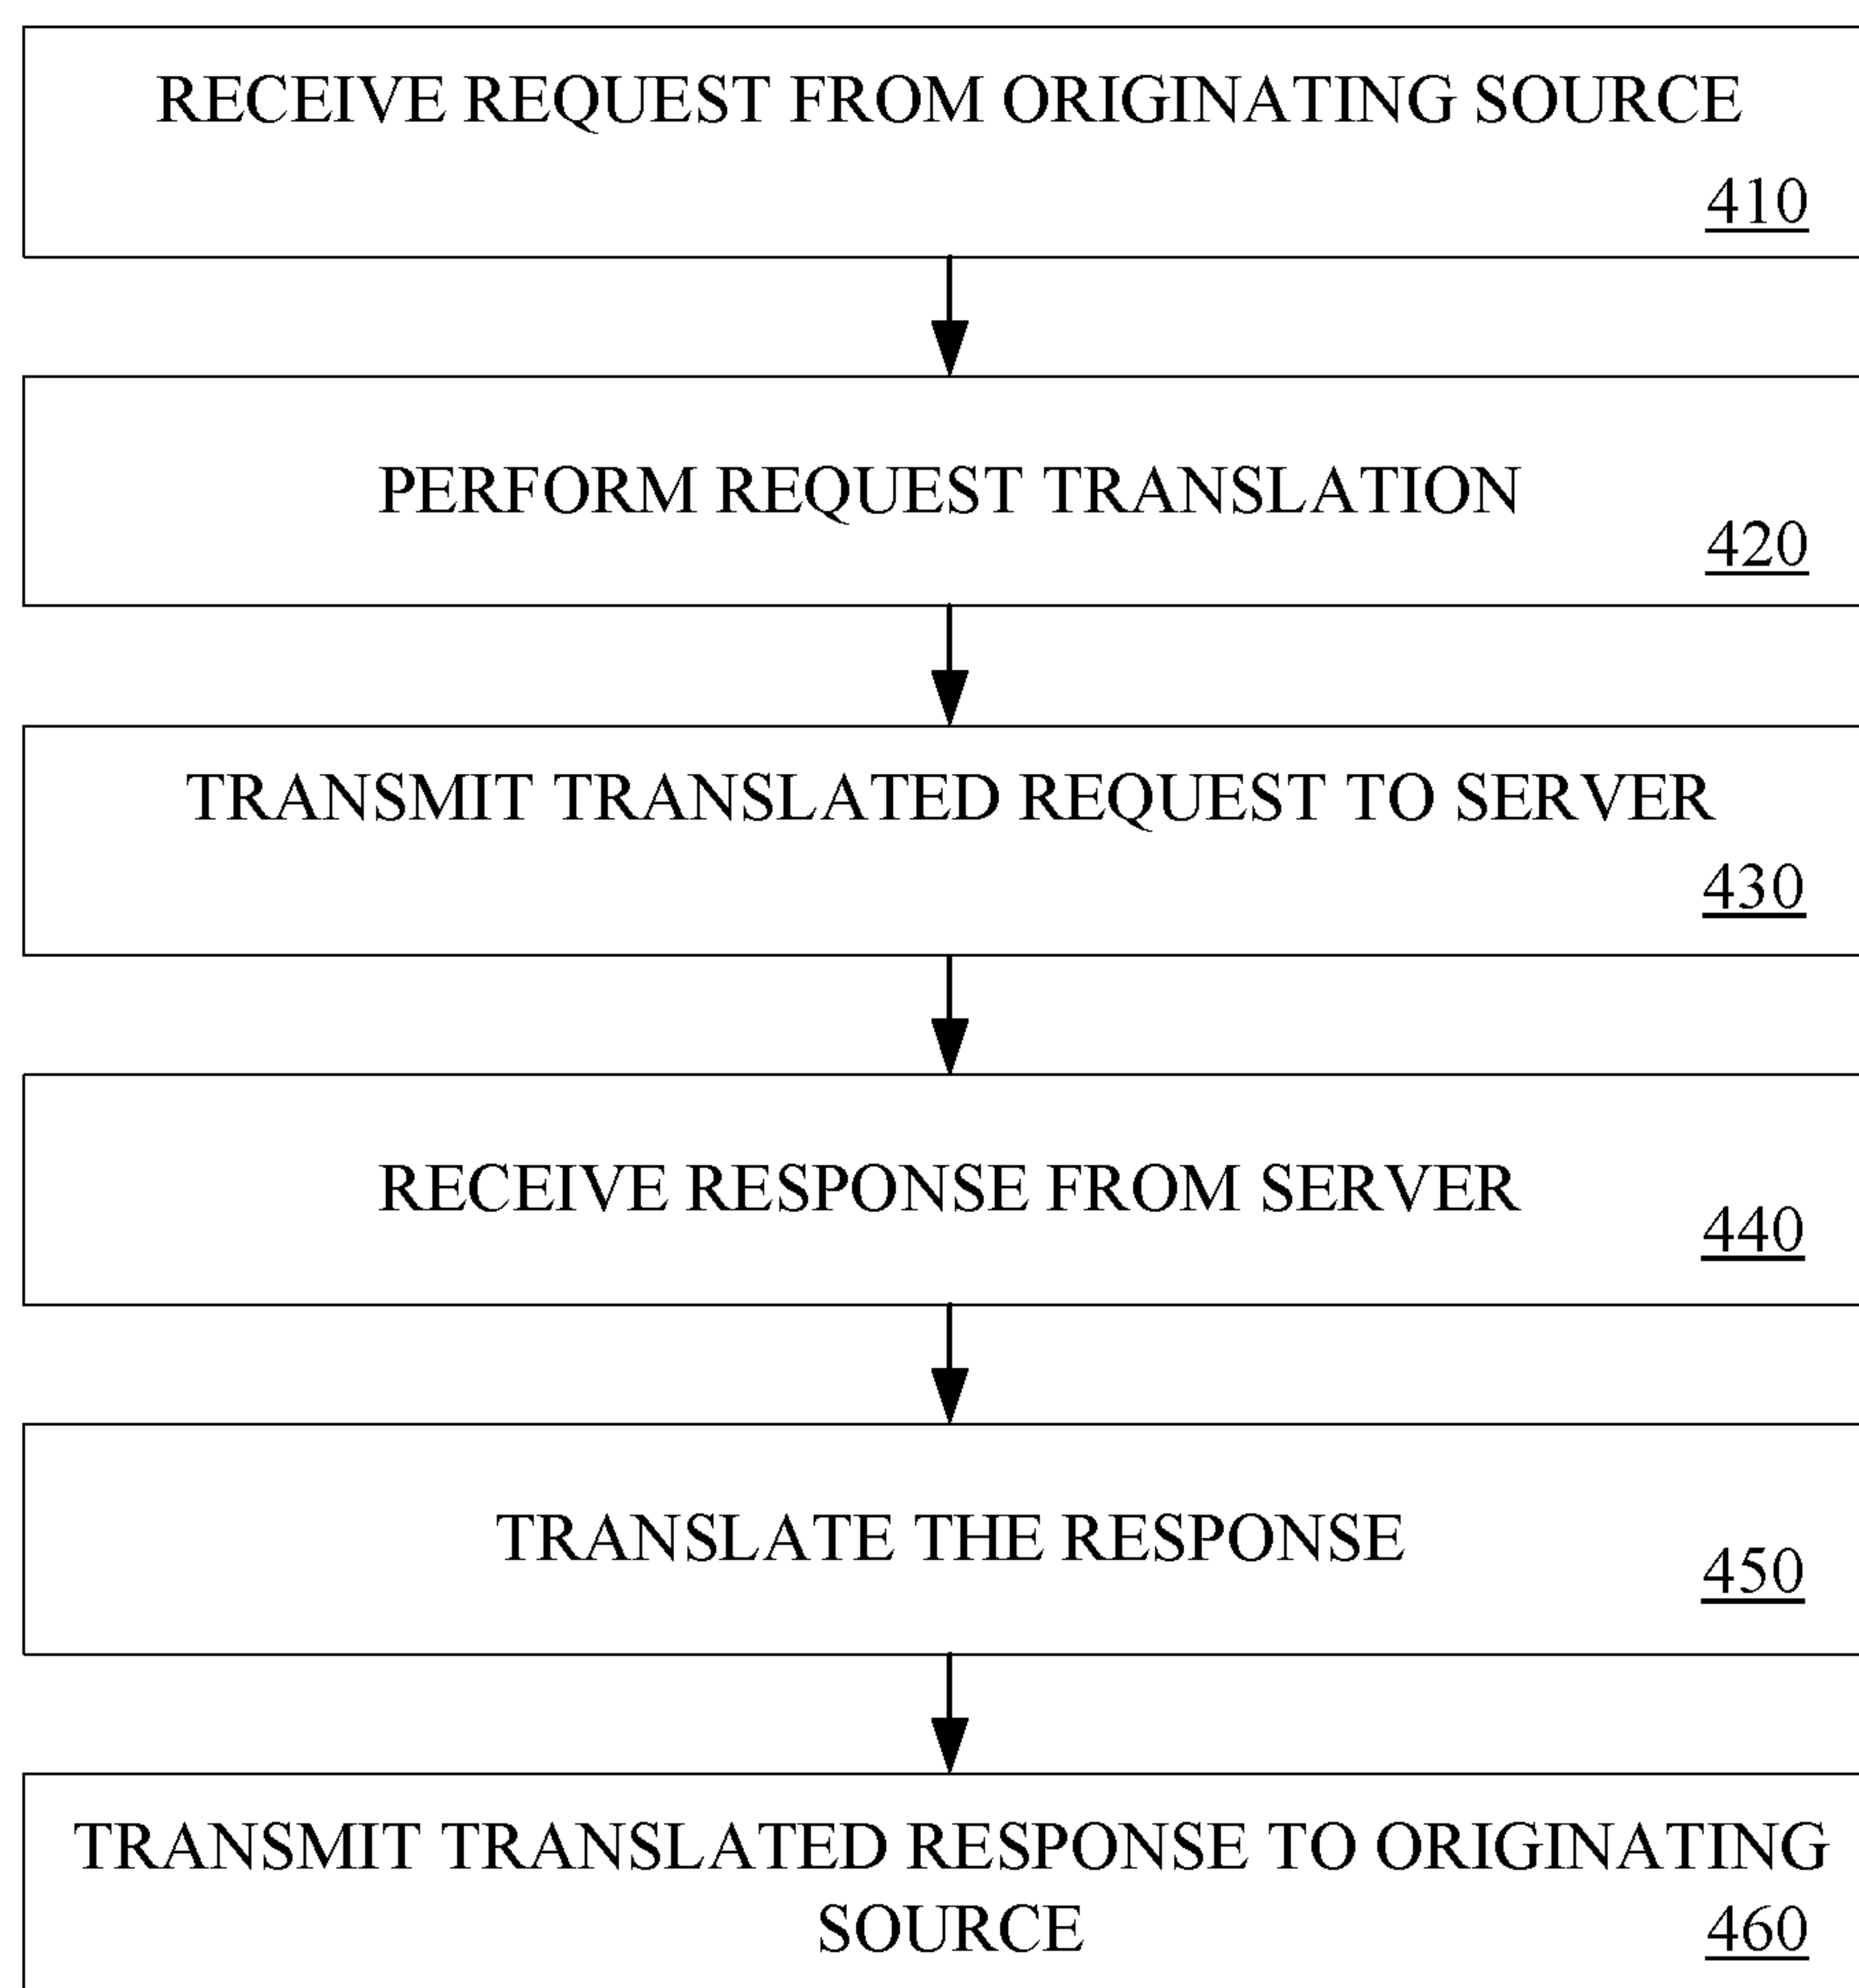 RECEIVE REQUEST FROM ORIGINATING SOURCE
410
PERFORM REQUEST TRANSLATION
420
TRANSMIT TRANSLATED REQUEST TO SERVER
430
RECEIVE RESPONSE FROM SERVER
440
TRANSLATE THE RESPONSE
450
TRANSMIT TRANSLATED RESPONSE TO ORIGINATING
SOURCE
460